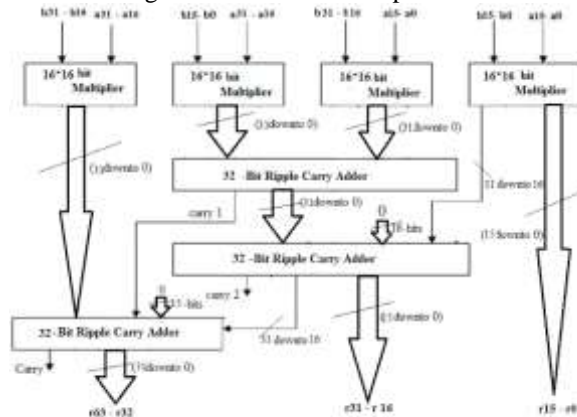 b31 - b16 a31 - a16 b15- b0 a31 - a16 b31 - b16 a15- a0 b15- b0 a15- a0
16*16 bit Multiplier
16*16 bit Multiplier
16*16 bit Multiplier
16*16 bit Multiplier
(31downto 0)
(31downto 0)
(31downto 0)
32 -Bit Ripple Carry Adder
31 downto 16
carry 1
(31downto 0)
0
16-bits
(15downto 0)
32 -Bit Ripple Carry Adder
0
15-bits
carry 2
32-Bit Ripple Carry Adder
31 downto 16
(15downto 0)
Carry
(31downto 0)
r63 - r32
r31 - r 16
r15 - r0